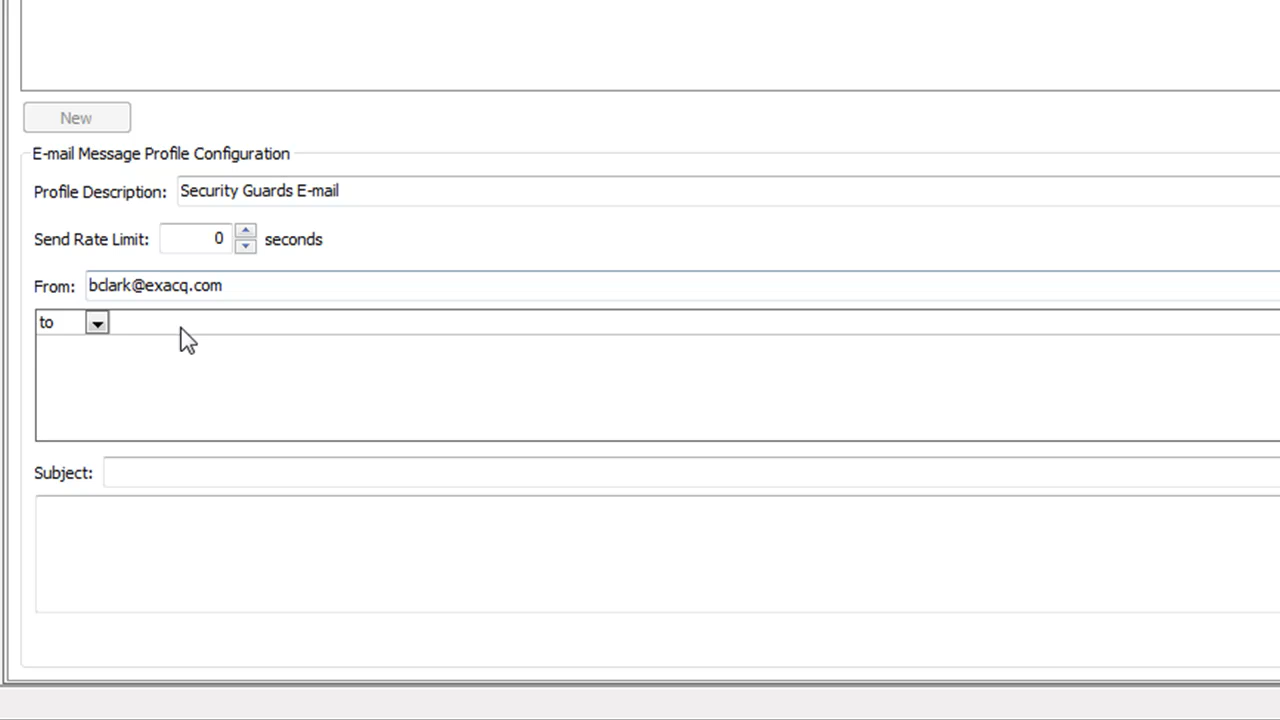 New
E-mail Message Profile Configuration
Profile Description: Security Guards E-mail
Send Rate Limit: 0 seconds
From: bclark@exacq.com
to
Subject: